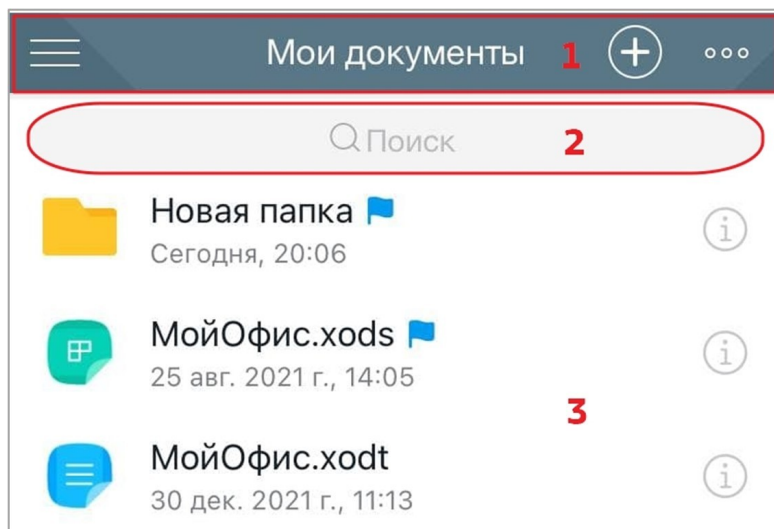 Мои документы 1
Поиск 2
Новая папка
Сегодня, 20:06
МойОфис.xods
25 авг. 2021 г., 14:05
3
МойОфис.xodt
30 дек. 2021 г., 11:13